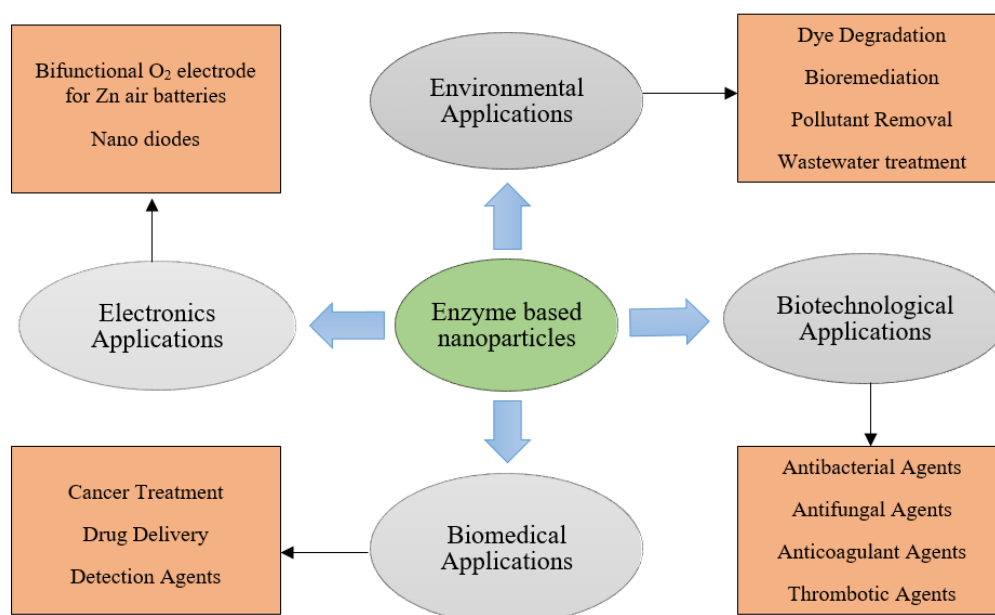 Bifunctional O₂ electrode
for Zn air batteries
Nano diodes
Environmental
Applications
Dye Degradation
Bioremediation
Pollutant Removal
Wastewater treatment
Electronics
Applications
Enzyme based
nanoparticles
Biotechnological
Applications
Cancer Treatment
Drug Delivery
Detection Agents
Biomedical
Applications
Antibacterial Agents
Antifungal Agents
Anticoagulant Agents
Thrombotic Agents